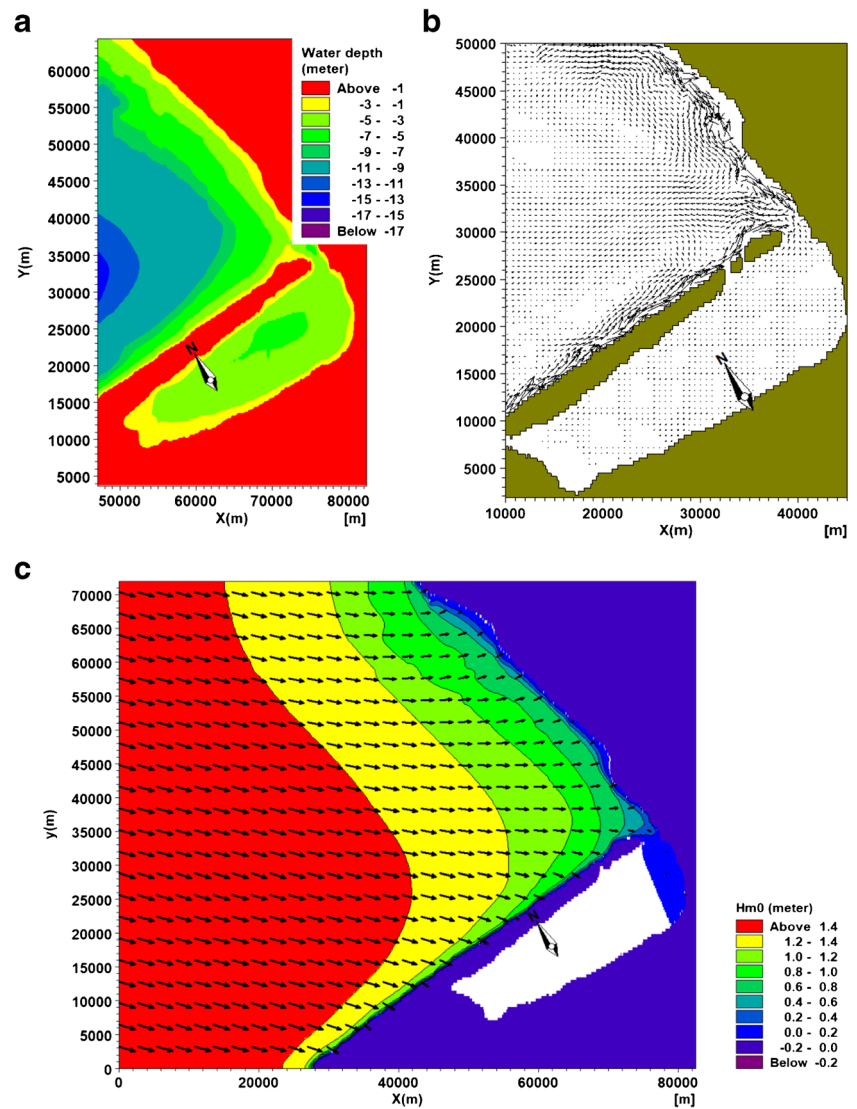 a
Water depth
(meter)
Above -1
-3 - -1
-5 - -3
-7 - -5
-9 - -7
-11 - -9
-13 - -11
-15 - -13
-17 - -15
Below -17
60000
55000
50000
45000
40000
35000
30000
25000
20000
15000
10000
5000
Y(m)
N
50000 60000 70000 80000
X(m) [m]
b
50000
45000
40000
35000
30000
25000
20000
15000
10000
5000
Y(m)
N
10000 20000 30000 40000
X(m) [m]
c
70000
65000
60000
55000
50000
45000
40000
35000
30000
25000
20000
15000
10000
5000
0
y(m)
N
0 20000 40000 60000 80000
X(m) [m]
Hm0 (meter)
Above 1.4
1.2 - 1.4
1.0 - 1.2
0.8 - 1.0
0.6 - 0.8
0.4 - 0.6
0.2 - 0.4
0.0 - 0.2
-0.2 - 0.0
Below -0.2